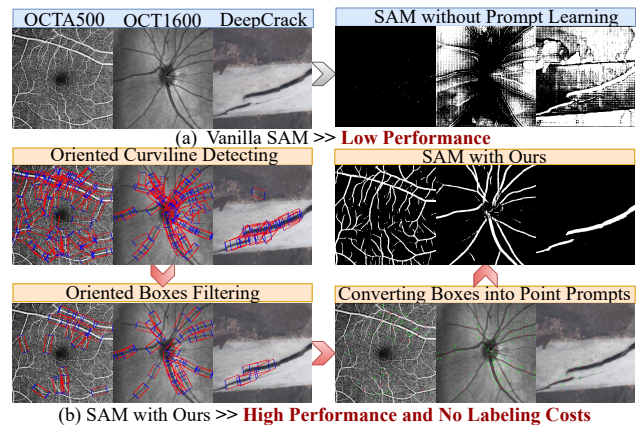 OCTA500 OCT1600 DeepCrack SAM without Prompt Learning
(a) Vanilla SAM >> Low Performance
Oriented Curviline Detecting SAM with Ours
Oriented Boxes Filtering Converting Boxes into Point Prompts
(b) SAM with Ours >> High Performance and No Labeling Costs